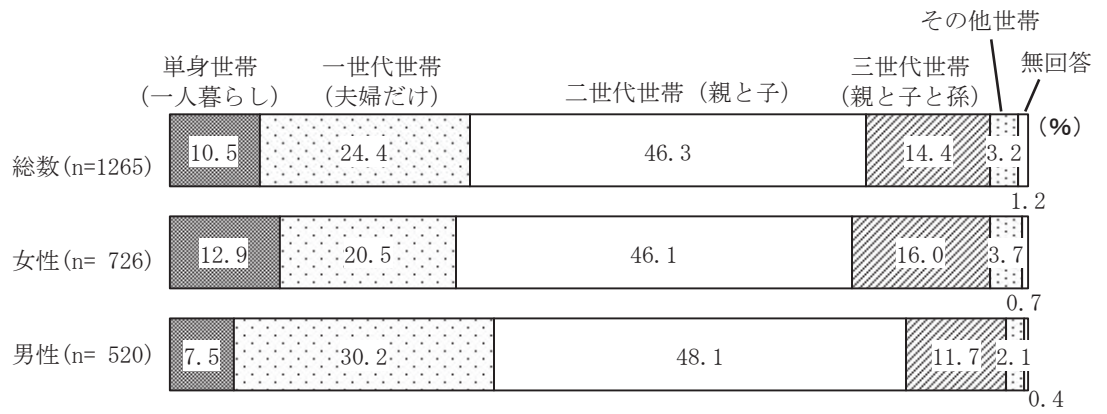 その他世帯
単身世帯
(一人暮らし)
一世代世帯
(夫婦だけ)
二世代世帯 (親と子)
三世代世帯
(親と子と孫)
無回答
(%)
総数(n=1265) 10.5 24.4 46.3 14.4 3.2
1.2
女性(n= 726) 12.9 20.5 46.1 16.0 3.7
0.7
男性(n= 520) 7.5 30.2 48.1 11.7 2.1
0.4